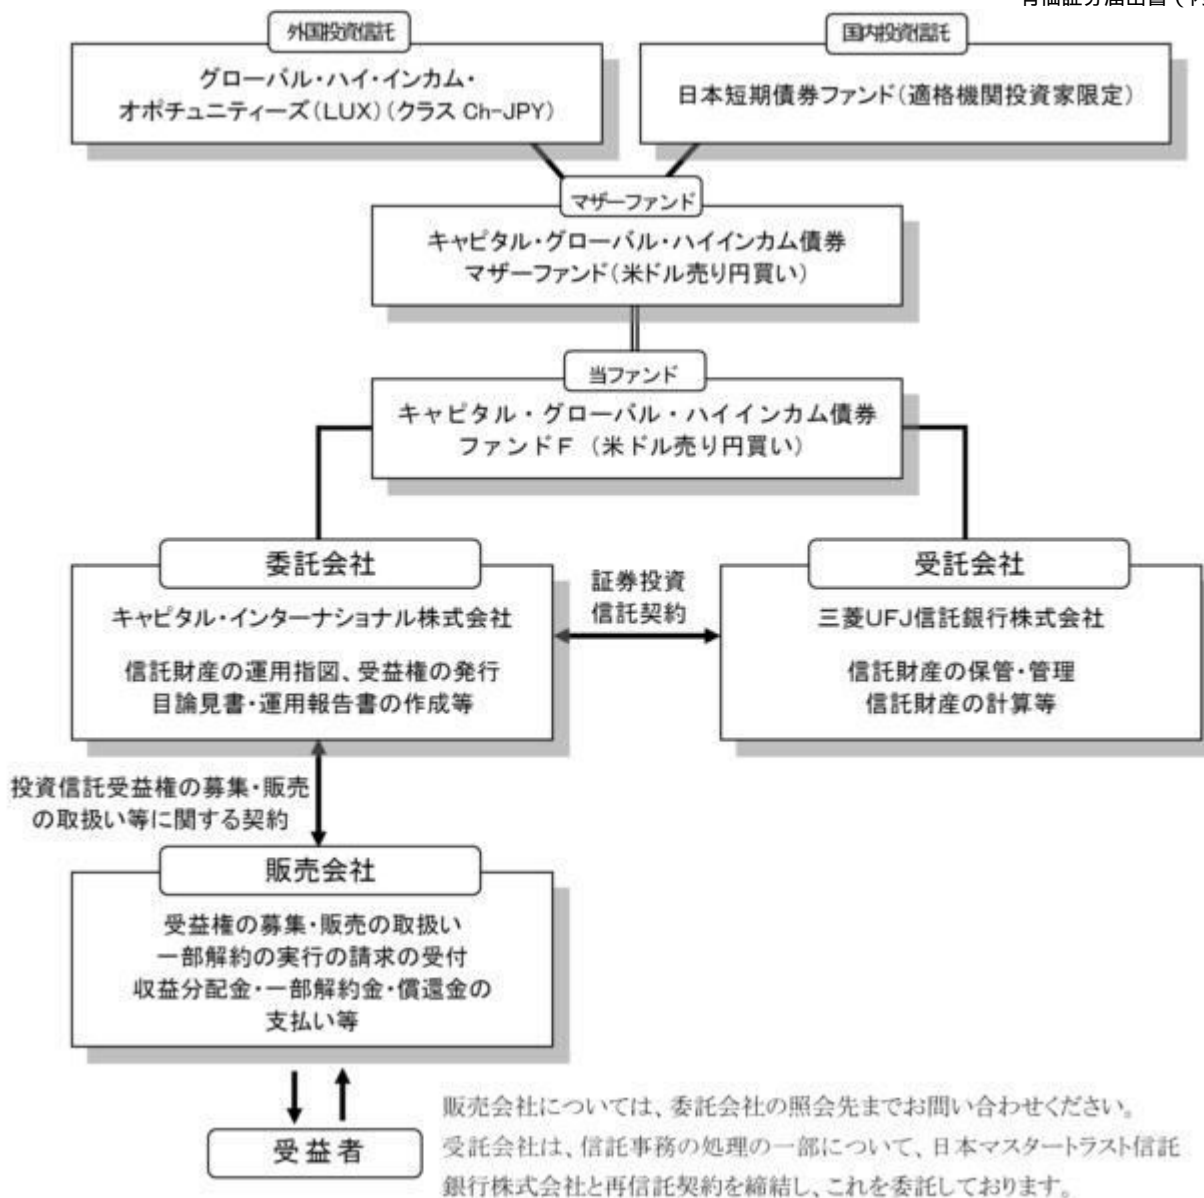 有価証券届出書
外国投資信託
国内投資信託
グローバル・ハイ・インカム・
オポチュニティーズ(LUX)(クラス Ch-JPY)
日本短期債券ファンド(適格機関投資家限定)
マザーファンド
キャピタル・グローバル・ハイインカム債券
マザーファンド(米ドル売り円買い)
当ファンド
キャピタル・グローバル・ハイインカム債券
ファンドF (米ドル売り円買い)
委託会社
キャピタル・インターナショナル株式会社
信託財産の運用指図、受益権の発行
目論見書・運用報告書の作成等
証券投資
信託契約
受託会社
三菱UFJ信託銀行株式会社
信託財産の保管・管理
信託財産の計算等
投資信託受益権の募集・販売
の取扱い等に関する契約
販売会社
受益権の募集・販売の取扱い
一部解約の実行の請求の受付
収益分配金・一部解約金・償還金の
支払い等
受益者
販売会社については、委託会社の照会先までお問い合わせください。
受託会社は、信託事務の処理の一部について、日本マスタートラスト信託
銀行株式会社と再信託契約を締結し、これを委託しております。